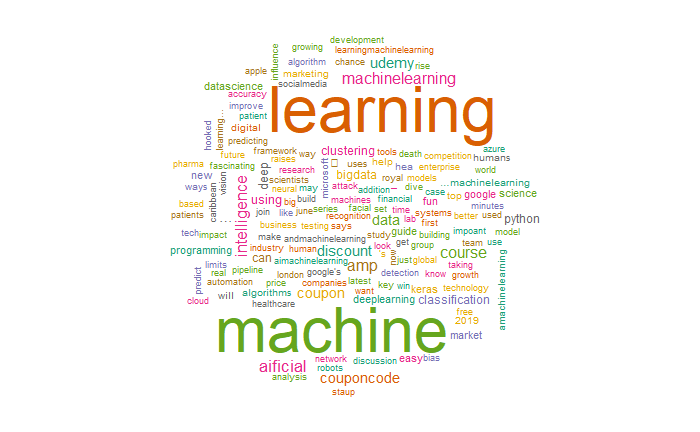 development
growing
influence
learningmachinelearning
algorithm
chance
udemy
rise
apple
marketing
machinelearning
datascience
socialmedia
accuracy
learning
improve
patient
hooked
learning...
digital
predicting
framework
way
clustering
tools
death
competition
azure
humans
future
raises
pharma
fascinating
research
microsoft
uses
help
hea
enterprise
world
new
vision
deep
scientists
bigdata
royal
models
...machinelearning
ways
caribbean
intelligence
neural
may
attack
addition
–
dive
case
top
google
science
using
big
build
machines
financial
fun
based
patients
join
like
june
series
facial
set
time
systems
better
used
python
recognition
data
lab
first
business
testing
says
guide
building
impoant
model
tech
impact
make
andmachinelearning
study
get
group
team
use
programming
industry
discount
look
course
can
aimachinelearning
's
now
just
global
limits
real
pipeline
london
google's
amp
detection
know
taking
growth
predict
automation
price
companies
latest
key
win
keras
technology
amachinelearning
will
algorithms
coupon
want
deeplearning
classification
cloud
healthcare
free
machine
2019
market
network
discussion
easy
bias
aificial
robots
analysis
couponcode
staup